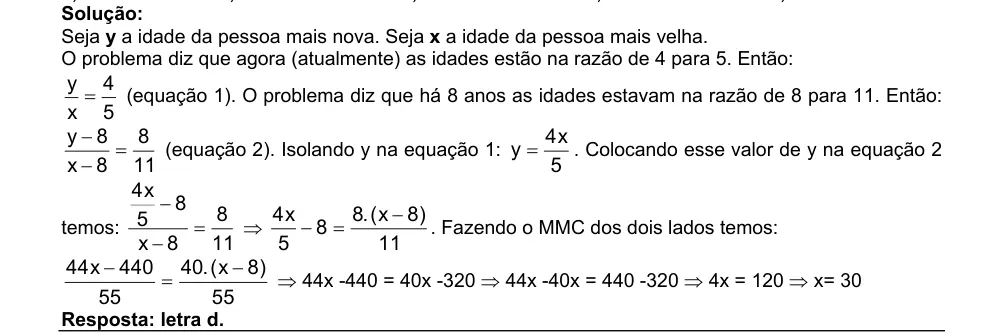 Solução:
Seja y a idade da pessoa mais nova. Seja x a idade da pessoa mais velha.
O problema diz que agora (atualmente) as idades estão na razão de 4 para 5. Então:
y/x = 4/5 (equação 1). O problema diz que há 8 anos as idades estavam na razão de 8 para 11. Então:
(y − 8)/(x − 8) = 8/11 (equação 2). Isolando y na equação 1: y = 4x/5 . Colocando esse valor de y na equação 2
temos: (4x/5 − 8)/(x − 8) = 8/11 ⇒ 4x/5 − 8 = 8.(x − 8)/11 . Fazendo o MMC dos dois lados temos:
(44x − 440)/55 = 40.(x − 8)/55 ⇒ 44x -440 = 40x -320 ⇒ 44x -40x = 440 -320 ⇒ 4x = 120 ⇒ x= 30
Resposta: letra d.